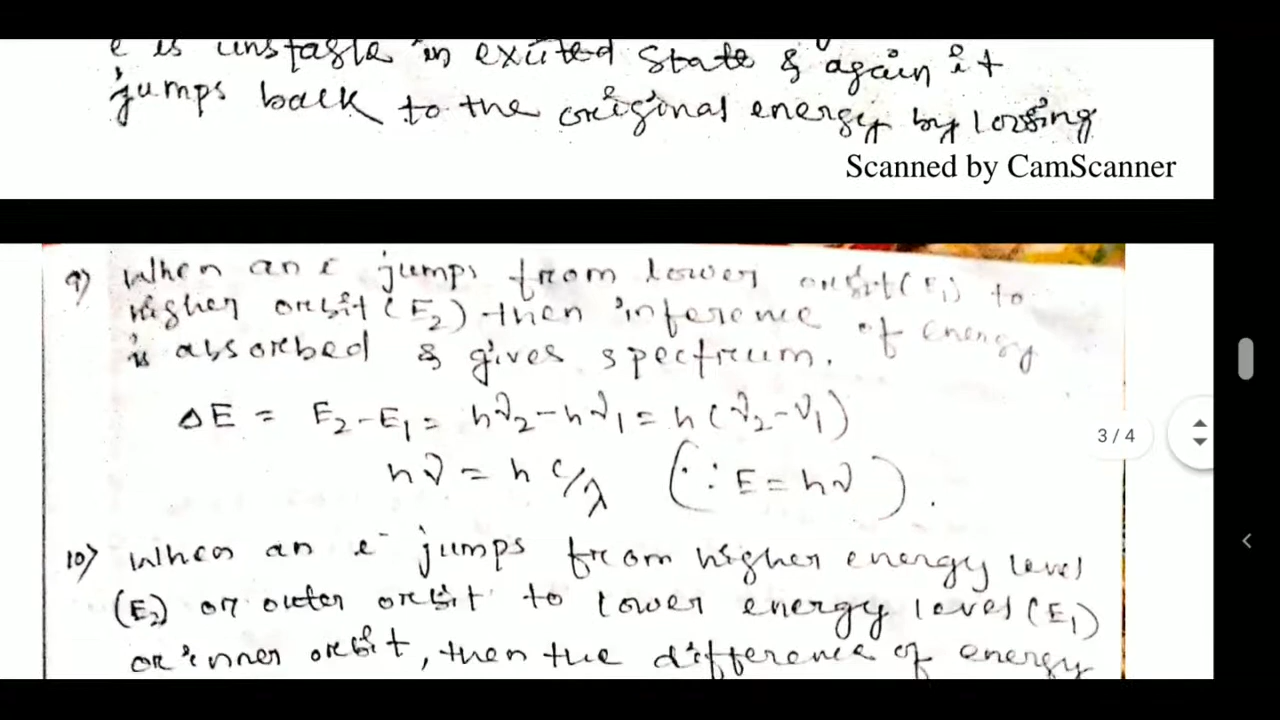 e is unstable in exuited state & again it
jumps back to the original energy by loosing
Scanned by CamScanner
9) When an e jumps from lower orbit (E₁) to
higher orbit (E₂) then inference of energy
is absorbed & gives spectrum.
ΔE = E₂-E₁ = hν₂-hν₁ = h(ν₂-ν₁)
hν = h c/λ (∵ E = hν).
3 / 4
10) When an e⁻ jumps from higher energy level
(E₂) or outer orbit to lower energy level (E₁)
or inner orbit, then the difference of energy